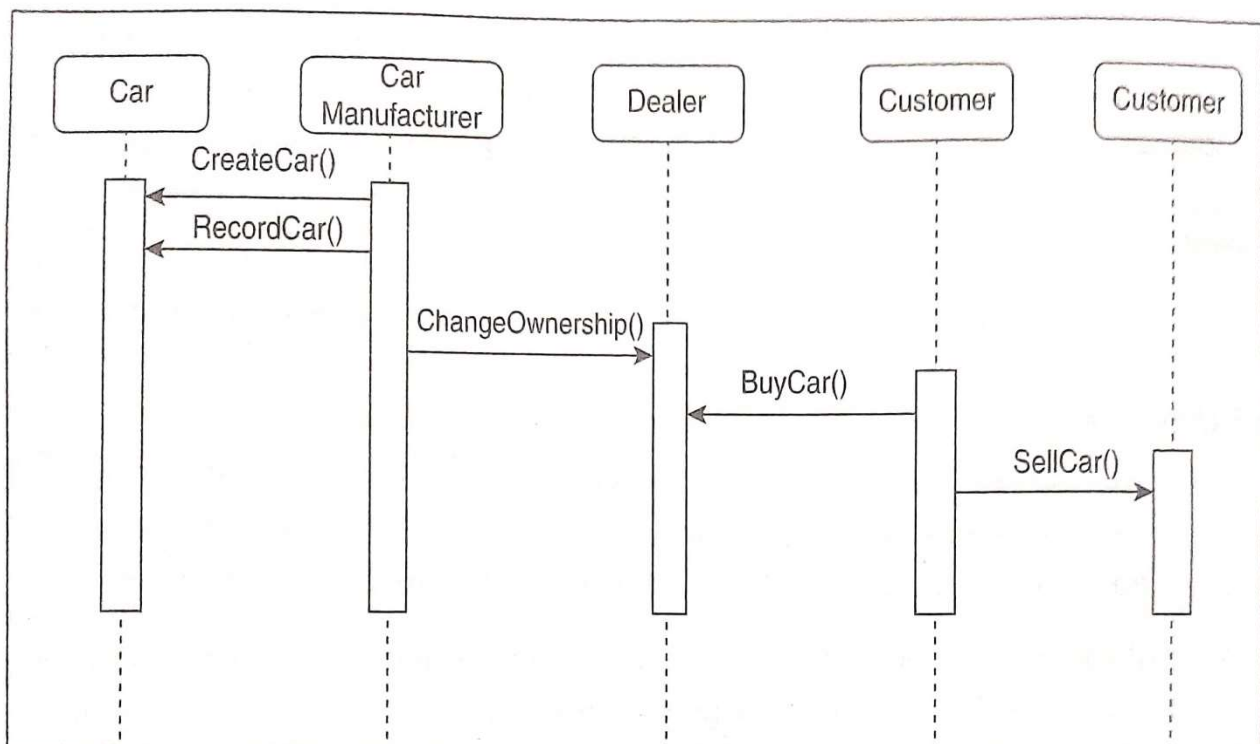 Car
Car
Manufacturer
Dealer
Customer
Customer
CreateCar()
RecordCar()
ChangeOwnership()
BuyCar()
SellCar()